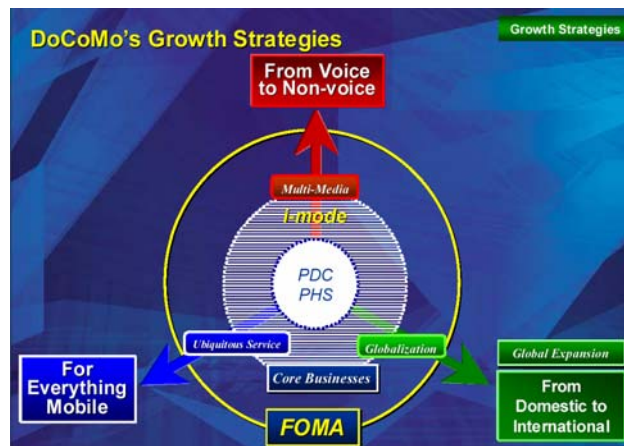 DoCoMo's Growth Strategies
Growth Strategies
From Voice
to Non-voice
Multi-Media
i-mode
PDC
PHS
Ubiquitous Service
Globalization
Core Businesses
FOMA
For
Everything
Mobile
Global Expansion
From
Domestic to
International